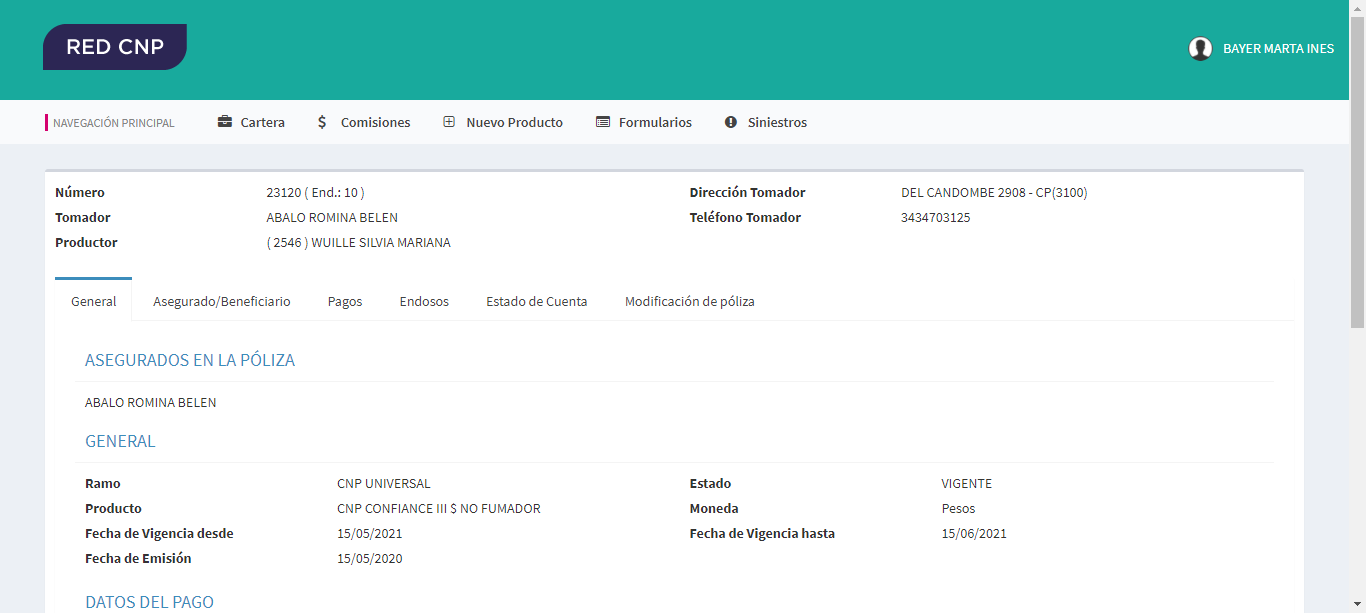 RED CNP
BAYER MARTA INES
NAVEGACIÓN PRINCIPAL Cartera $ Comisiones Nuevo Producto Formularios Siniestros
Número 23120 ( End.: 10 ) Dirección Tomador DEL CANDOMBE 2908 - CP(3100)
Tomador ABALO ROMINA BELEN Teléfono Tomador 3434703125
Productor ( 2546 ) WUILLE SILVIA MARIANA
General Asegurado/Beneficiario Pagos Endosos Estado de Cuenta Modificación de póliza
ASEGURADOS EN LA PÓLIZA
ABALO ROMINA BELEN
GENERAL
Ramo CNP UNIVERSAL Estado VIGENTE
Producto CNP CONFIANCE III $ NO FUMADOR Moneda Pesos
Fecha de Vigencia desde 15/05/2021 Fecha de Vigencia hasta 15/06/2021
Fecha de Emisión 15/05/2020
DATOS DEL PAGO